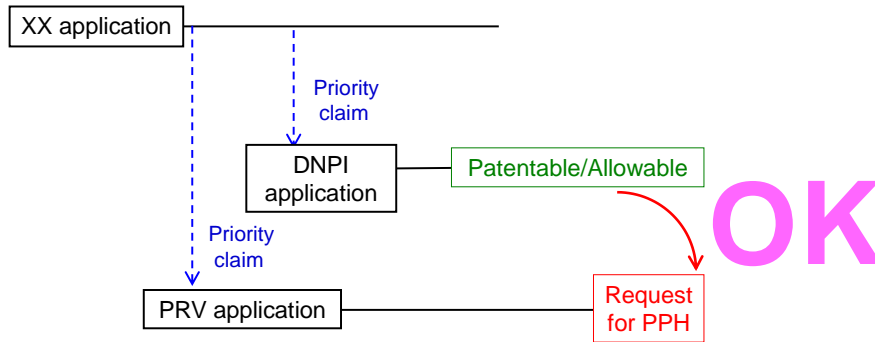 XX application
Priority
claim
DNPI
application
Patentable/Allowable
OK
Priority
claim
PRV application
Request
for PPH